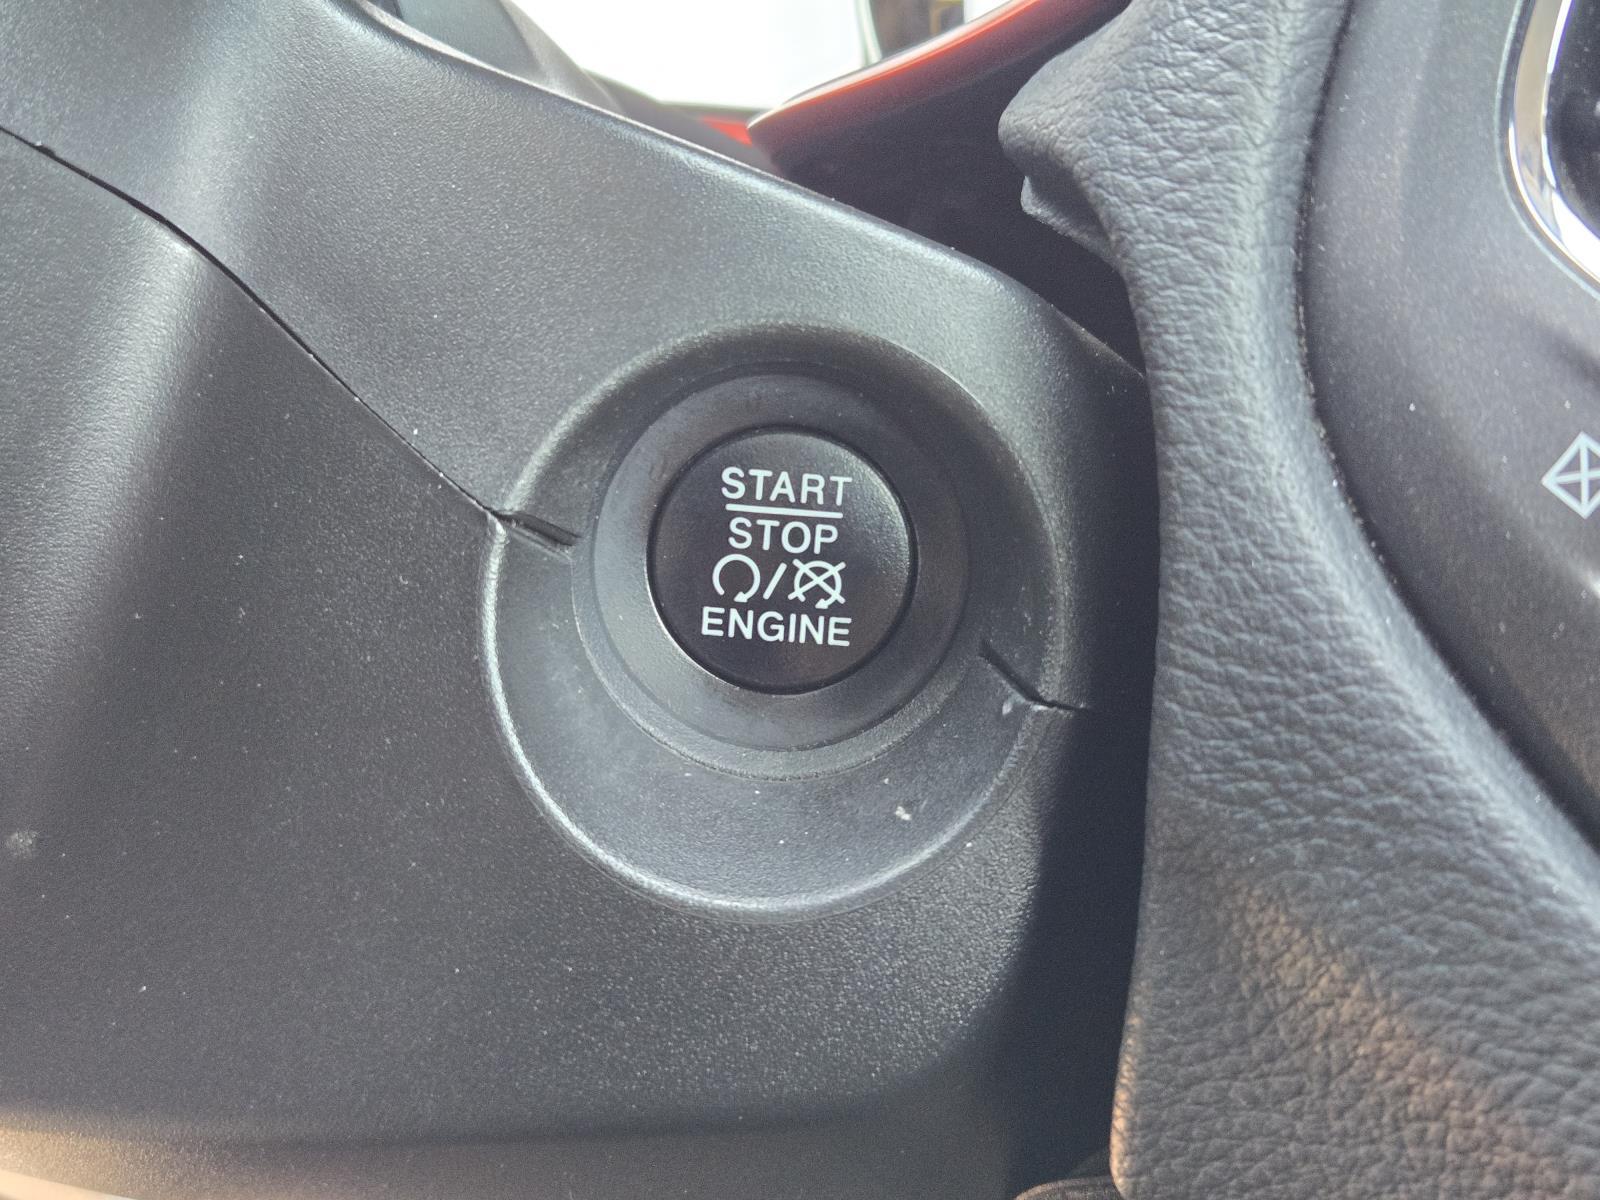 START
STOP
/
ENGINE